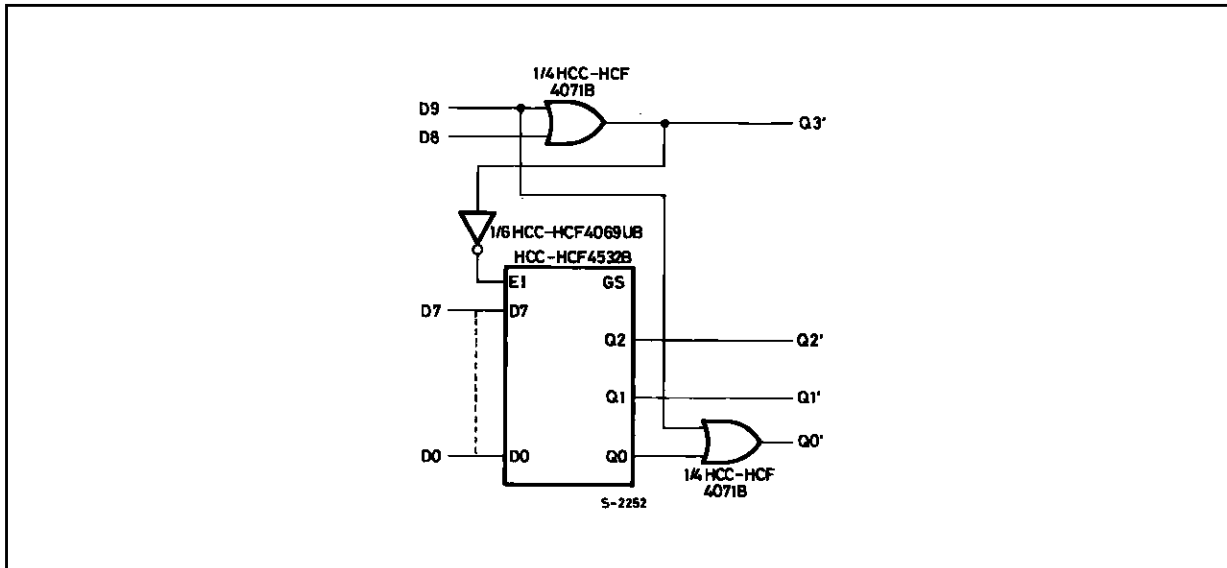 1/4 HCC-HCF
4071B
D9
Q3'
D8
1/6 HCC-HCF4069UB
HCC-HCF4532B
EI
GS
D7
D7
Q2
Q2'
Q1
Q1'
Q0'
D0
D0
Q0
1/4 HCC-HCF
4071B
S-2252